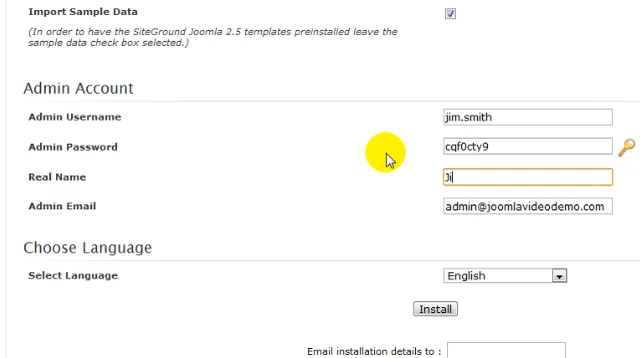 Import Sample Data
(In order to have the SiteGround Joomla 2.5 templates preinstalled leave the
sample data check box selected.)
Admin Account
Admin Username jim.smith
Admin Password cqf0cty9
Real Name Ji
Admin Email admin@joomlavideodemo.com
Choose Language
Select Language English
Install
Email installation details to :